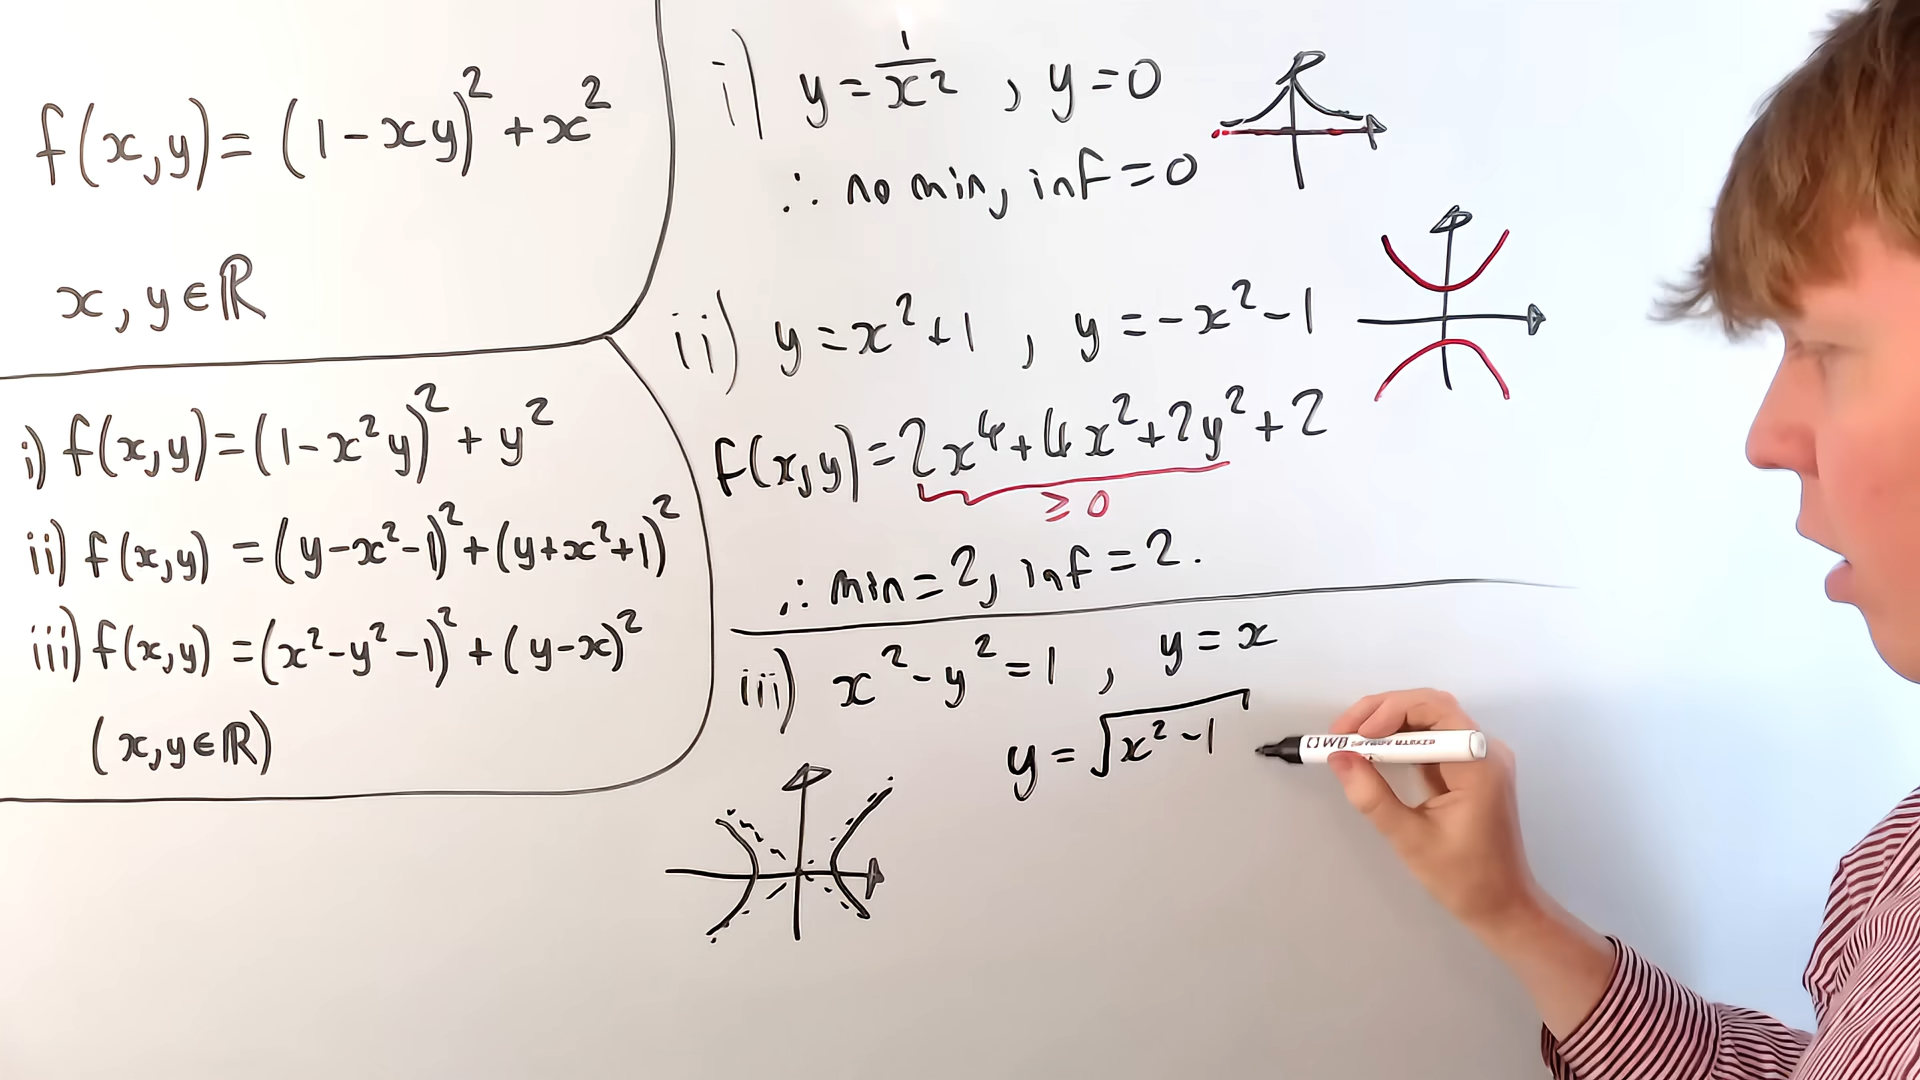 f(x,y) = (1-xy)² + x²
x, y ∈ ℝ
i) f(x,y) = (1-x²y)² + y²
ii) f(x,y) = (y-x²-1)² + (y+x²+1)²
iii) f(x,y) = (x²-y²-1)² + (y-x)²
(x,y∈ℝ)
i) y = 1/x² , y = 0
∴ no min, inf = 0
ii) y = x²+1 , y = -x²-1
f(x,y) = 2x⁴ + 4x² + 2y² + 2
≥ 0
∴ min = 2, inf = 2.
iii) x² - y² = 1 , y = x
y = √(x²-1)
WB